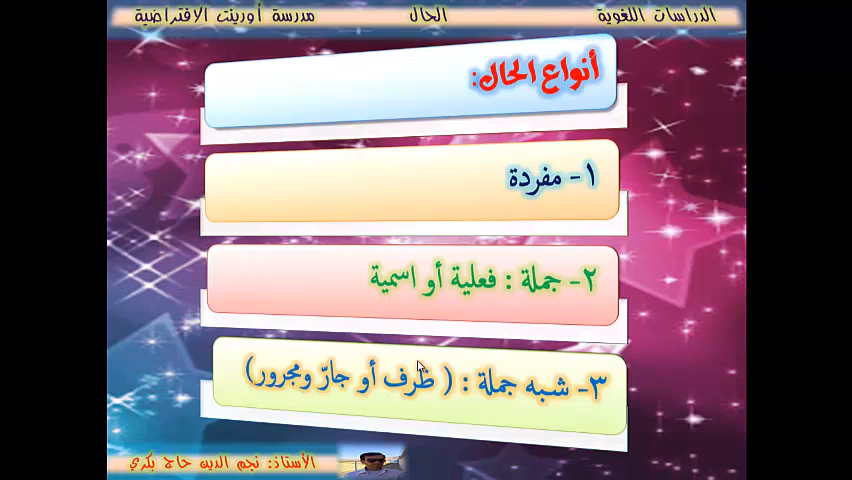 الدراسات اللغوية
الحال
مدرسة أورينت الافتراضية
أنواع الحال:
١- مفردة
٢- جملة : فعلية أو اسمية
٣- شبه جملة : ( ظرف أو جارّ ومجرور)
الأستاذ: نجم الدين حاج بكري